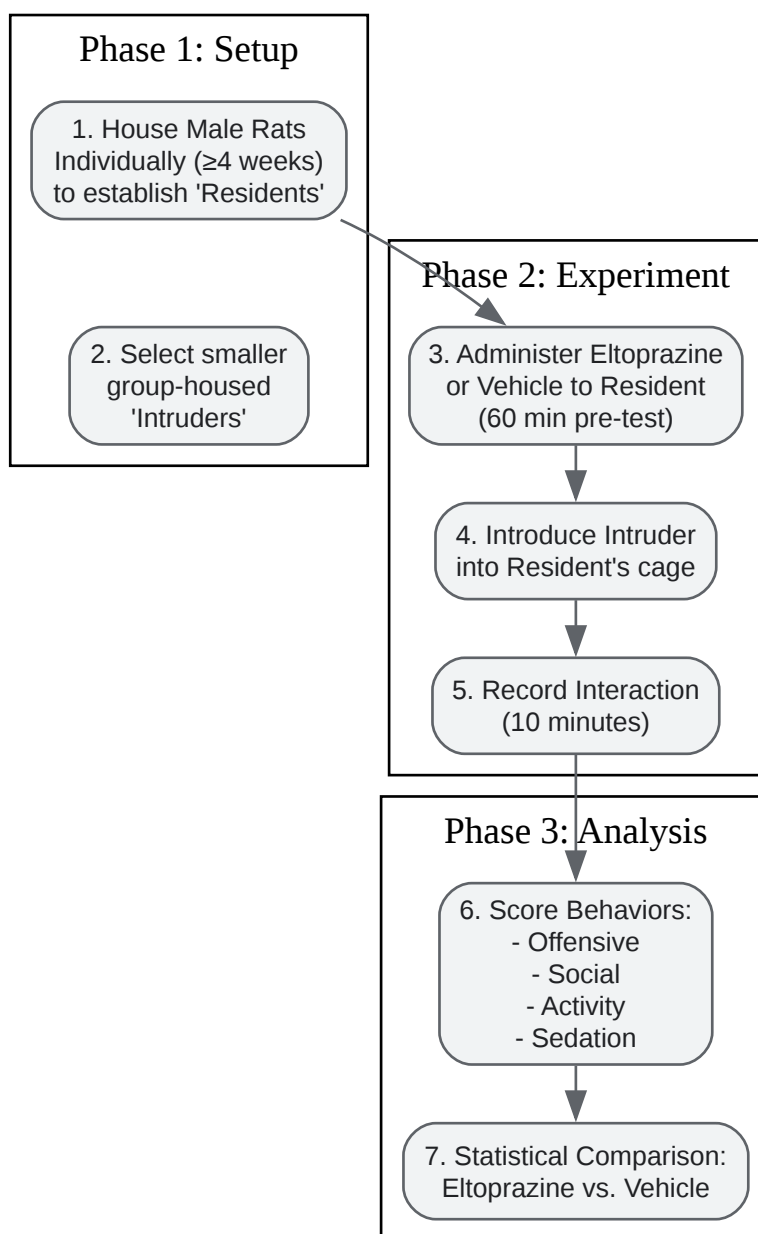 Phase 1: Setup
1. House Male Rats
Individually (≥4 weeks)
to establish 'Residents'
2. Select smaller
group-housed
'Intruders'
Phase 2: Experiment
3. Administer Eltoprazine
or Vehicle to Resident
(60 min pre-test)
4. Introduce Intruder
into Resident's cage
5. Record Interaction
(10 minutes)
Phase 3: Analysis
6. Score Behaviors:
- Offensive
- Social
- Activity
- Sedation
7. Statistical Comparison:
Eltoprazine vs. Vehicle